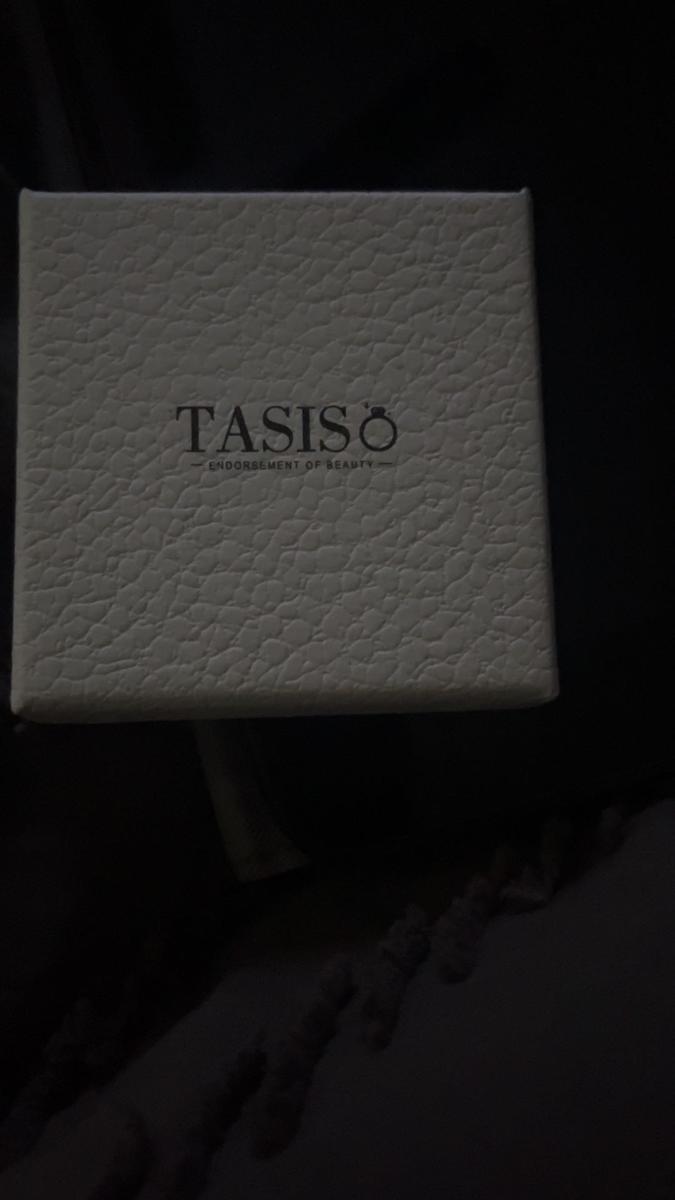 TASISO
— ENDORSEMENT OF BEAUTY —